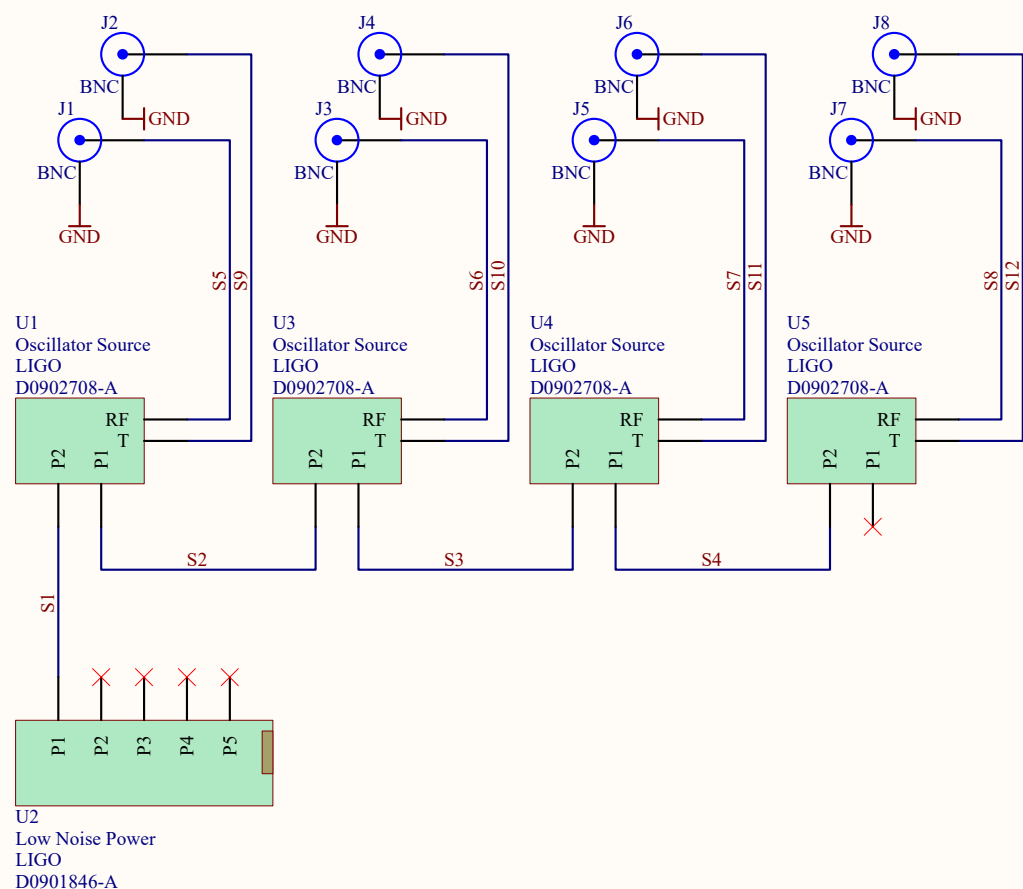 J2
J4
J6
J8
BNC
BNC
BNC
BNC
J1
GND
J3
GND
J5
GND
J7
GND
BNC
BNC
BNC
BNC
GND
GND
GND
GND
S5
S9
S6
S10
S7
S11
S8
S12
U1
Oscillator Source
LIGO
D0902708-A
U3
Oscillator Source
LIGO
D0902708-A
U4
Oscillator Source
LIGO
D0902708-A
U5
Oscillator Source
LIGO
D0902708-A
RF
T
P2
P1
RF
T
P2
P1
RF
T
P2
P1
RF
T
P2
P1
S2
S3
S4
S1
P1
P2
P3
P4
P5
U2
Low Noise Power
LIGO
D0901846-A